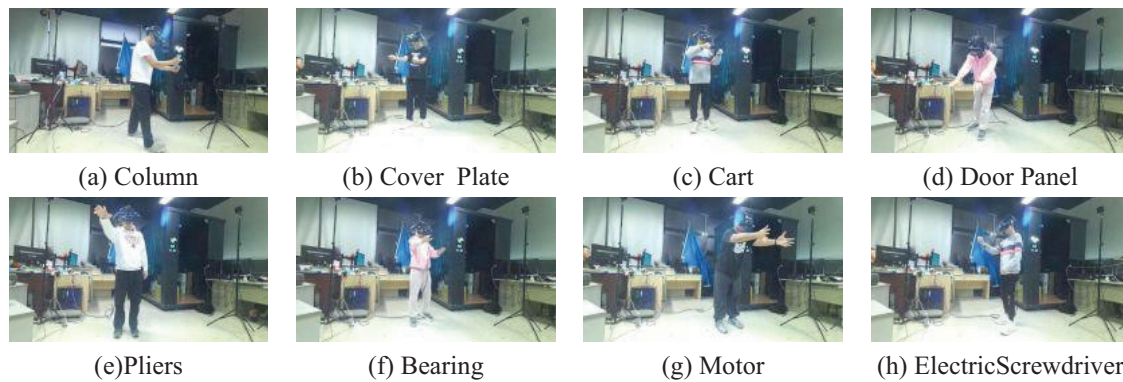 (a) Column (b) Cover Plate (c) Cart (d) Door Panel
(e)Pliers (f) Bearing (g) Motor (h) ElectricScrewdriver